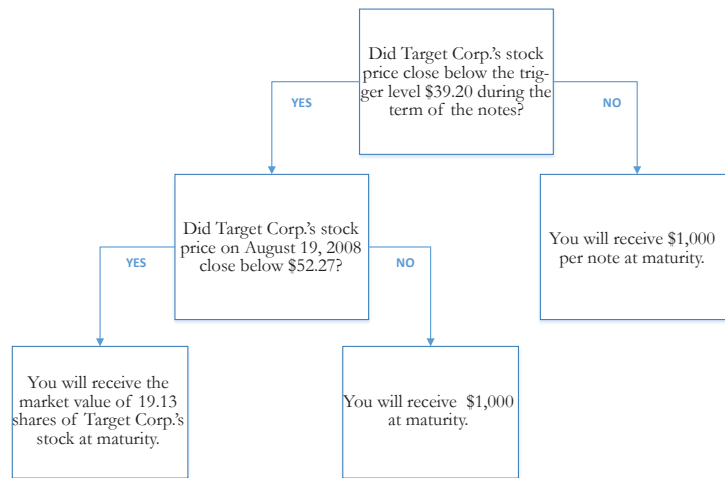 Did Target Corp.'s stock
price close below the trig-
ger level $39.20 during the
term of the notes?
YES
NO
Did Target Corp.'s stock
price on August 19, 2008
close below $52.27?
You will receive $1,000
per note at maturity.
YES
NO
You will receive the
market value of 19.13
shares of Target Corp.'s
stock at maturity.
You will receive $1,000
at maturity.